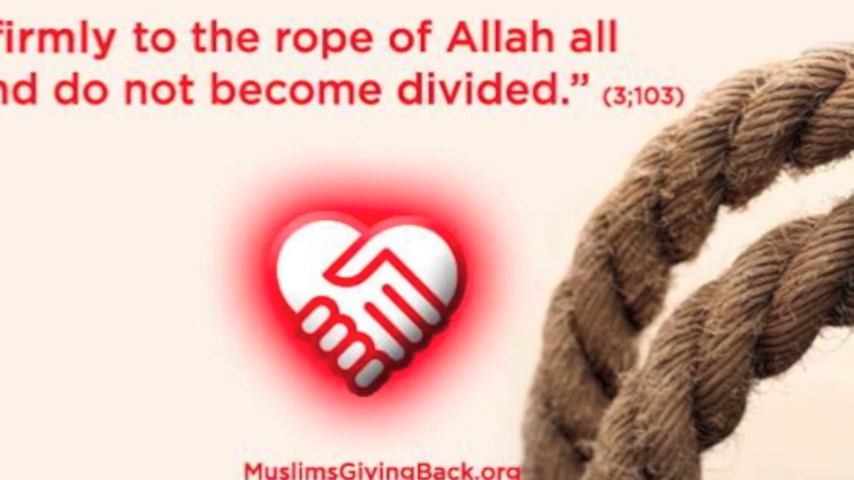 firmly to the rope of Allah all
nd do not become divided.” (3;103)
MuslimsGivingBack.org